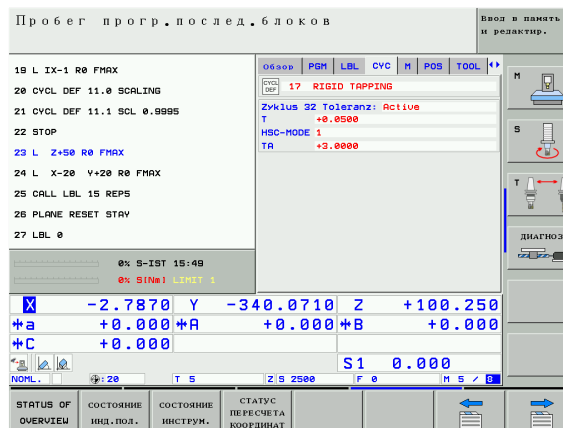 Пробег прогр.послед.блоков
Ввод в память
и редактир.
19 L IX-1 R0 FMAX
20 CYCL DEF 11.0 SCALING
21 CYCL DEF 11.1 SCL 0.9995
22 STOP
23 L Z+50 R0 FMAX
24 L X-20 Y+20 R0 FMAX
25 CALL LBL 15 REP5
26 PLANE RESET STAY
27 LBL 0
Обзор PGM LBL CYC M POS TOOL
CYCL DEF 17 RIGID TAPPING
Zyklus 32 Toleranz: Active
T +0.0500
HSC-MODE 1
TA +3.0000
M
S
T
ДИАГНОЗ
0% S-IST 15:49
0% S[Nm] LIMIT 1
X -2.7870 Y -340.0710 Z +100.250
a +0.000 A +0.000 B +0.000
C +0.000
S1 0.000
NOML. :20 T 5 Z S 2500 F 0 M 5 / 8
STATUS OF OVERVIEW
СОСТОЯНИЕ ИНД.ПОЛ.
СОСТОЯНИЕ ИНСТРУМ.
СТАТУС ПЕРЕСЧЕТА КООРДИНАТ